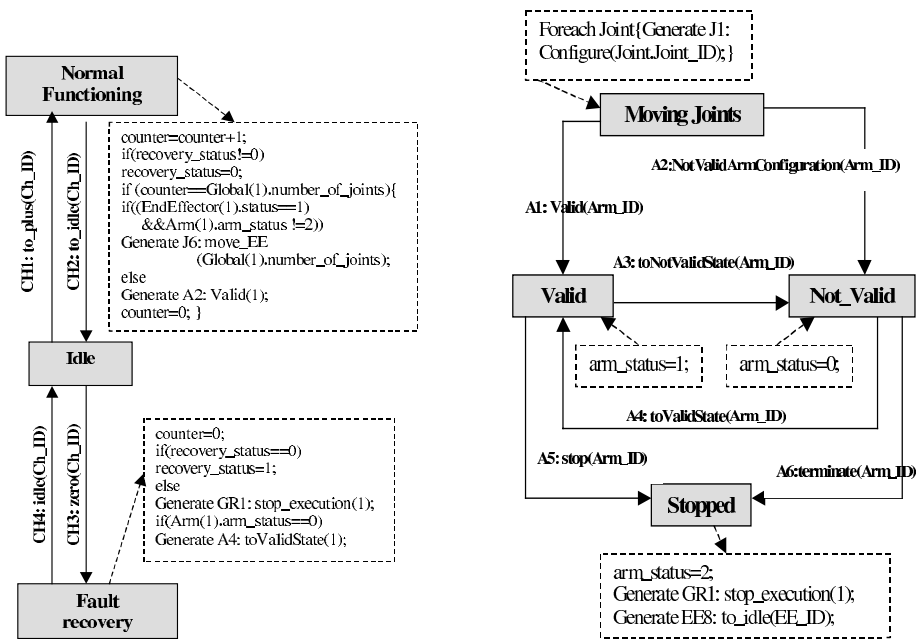 Normal
Functioning
CH1: to_plus(Ch_ID)
CH2: to_idle(Ch_ID)
counter=counter+1;
if(recovery_status!=0)
recovery_status=0;
if (counter==Global(1).number_of_joints){
if((EndEffector(1).status==1)
&&Arm(1).arm_status !=2))
Generate J6: move_EE
(Global(1).number_of_joints);
else
Generate A2: Valid(1);
counter=0; }
Idle
CH4: idle(Ch_ID)
CH3: zero(Ch_ID)
counter=0;
if(recovery_status==0)
recovery_status=1;
else
Generate GR1: stop_execution(1);
if(Arm(1).arm_status==0)
Generate A4: toValidState(1);
Fault
recovery
Foreach Joint{Generate J1:
Configure(Joint.Joint_ID); }
Moving Joints
A2:NotValidArmConfiguration(Arm_ID)
A1: Valid(Arm_ID)
A3: toNotValidState(Arm_ID)
Valid
Not_Valid
arm_status=1;
arm_status=0;
A4: toValidState(Arm_ID)
A5: stop(Arm_ID)
A6:terminate(Arm_ID)
Stopped
arm_status=2;
Generate GR1: stop_execution(1);
Generate EE8: to_idle(EE_ID);